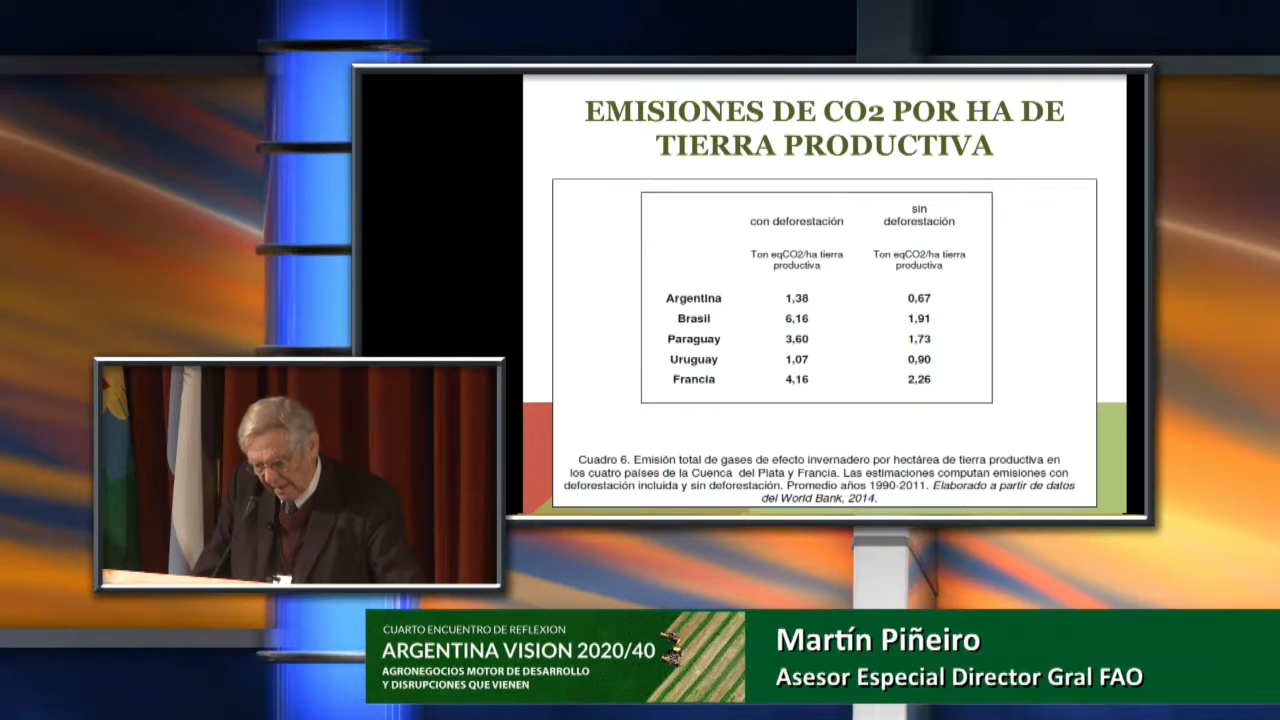 EMISIONES DE CO2 POR HA DE
TIERRA PRODUCTIVA
con deforestación
sin
deforestación
Ton eqCO2/ha tierra
productiva
Ton eqCO2/ha tierra
productiva
Argentina 1,38 0,67
Brasil 6,16 1,91
Paraguay 3,60 1,73
Uruguay 1,07 0,90
Francia 4,16 2,26
Cuadro 6. Emisión total de gases de efecto invernadero por hectárea de tierra productiva en
los cuatro países de la Cuenca del Plata y Francia. Las estimaciones computan emisiones con
deforestación incluida y sin deforestación. Promedio años 1990-2011. Elaborado a partir de datos
del World Bank, 2014.
CUARTO ENCUENTRO DE REFLEXION
ARGENTINA VISION 2020/40
AGRONEGOCIOS MOTOR DE DESARROLLO
Y DISRUPCIONES QUE VIENEN
Martín Piñeiro
Asesor Especial Director Gral FAO